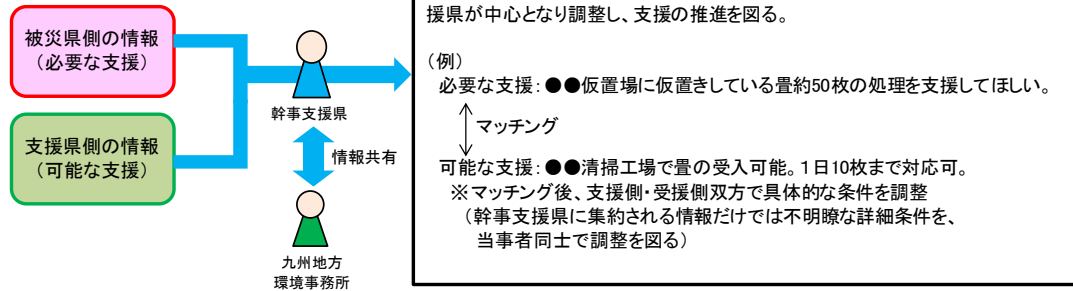 被災県側の情報
（必要な支援）
支援県側の情報
（可能な支援）
幹事支援県
情報共有
九州地方
環境事務所
援県が中心となり調整し、支援の推進を図る。
（例）
必要な支援：●●仮置場に仮置きしている畳約50枚の処理を支援してほしい。
マッチング
可能な支援：●●清掃工場で畳の受入可能。１日10枚まで対応可。
※マッチング後、支援側・受援側双方で具体的な条件を調整
（幹事支援県に集約される情報だけでは不明瞭な詳細条件を、
当事者同士で調整を図る）